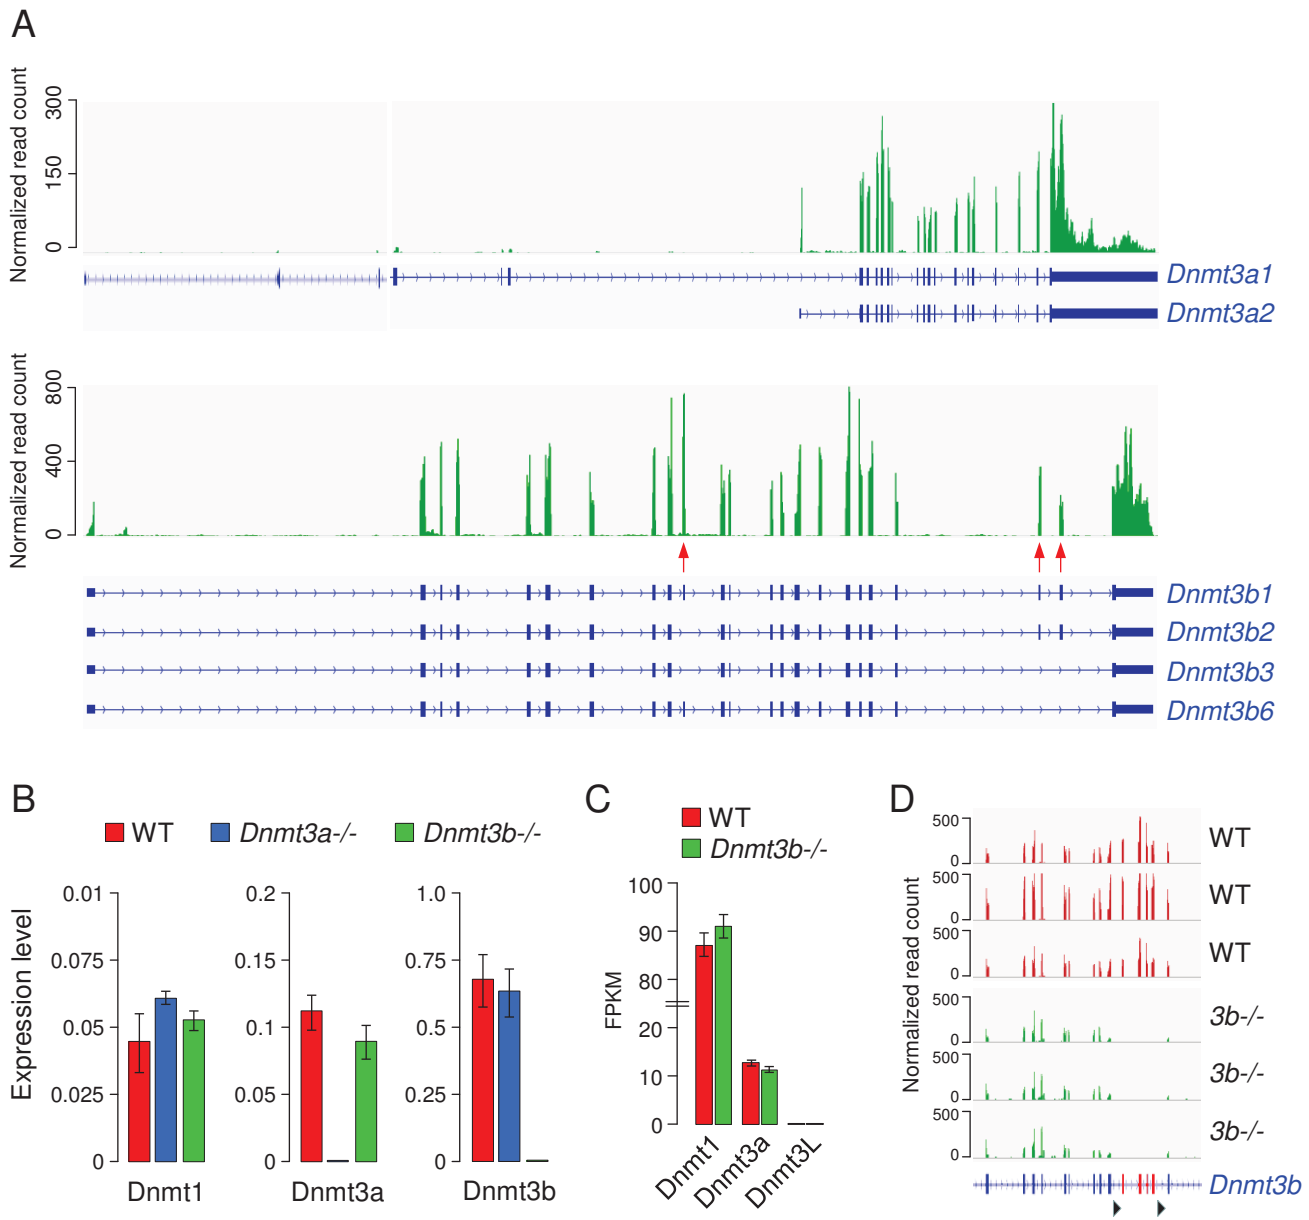 A
Normalized read count
300
150
0
Dnmt3a1
Dnmt3a2
Normalized read count
800
400
0
Dnmt3b1
Dnmt3b2
Dnmt3b3
Dnmt3b6
B
WT
Dnmt3a-/-
Dnmt3b-/-
Expression level
0.01
0.075
0.05
0.025
0
Dnmt1
0.2
0.15
0.1
0.05
0
Dnmt3a
1.0
0.75
0.5
0.25
0
Dnmt3b
C
WT
Dnmt3b-/-
FPKM
100
90
80
20
10
0
Dnmt1
Dnmt3a
Dnmt3L
D
Normalized read count
500
0
WT
500
0
WT
500
0
WT
500
0
3b-/-
500
0
3b-/-
500
0
3b-/-
Dnmt3b